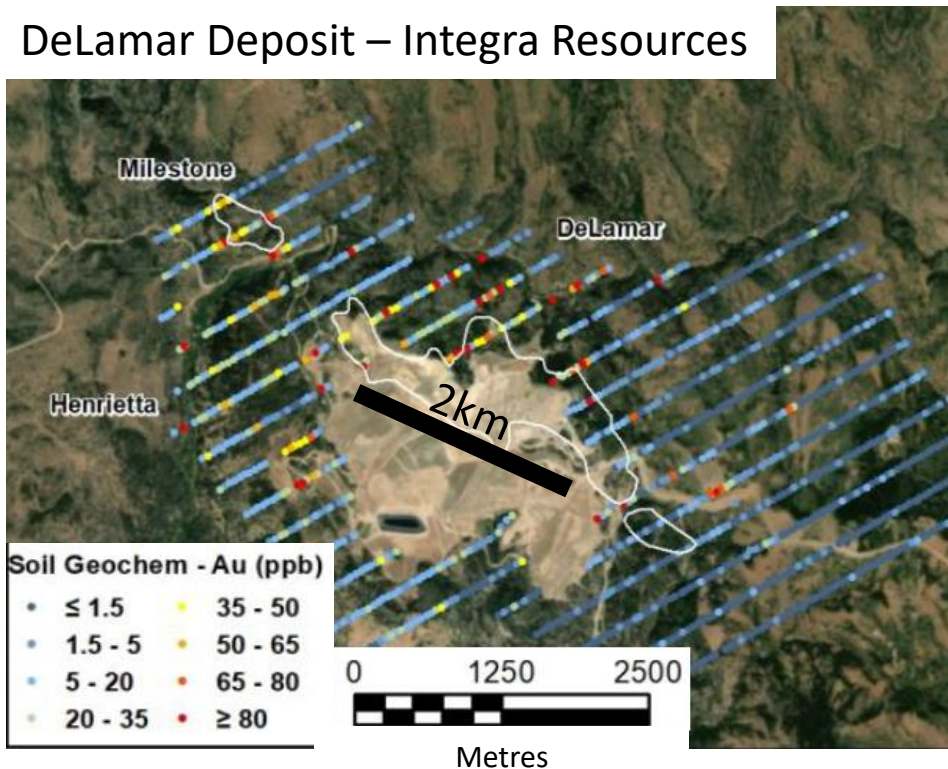 DeLamar Deposit – Integra Resources
Milestone
DeLamar
Henrietta
2km
Soil Geochem - Au (ppb)
≤ 1.5
35 - 50
1.5 - 5
50 - 65
5 - 20
65 - 80
20 - 35
≥ 80
0 1250 2500
Metres